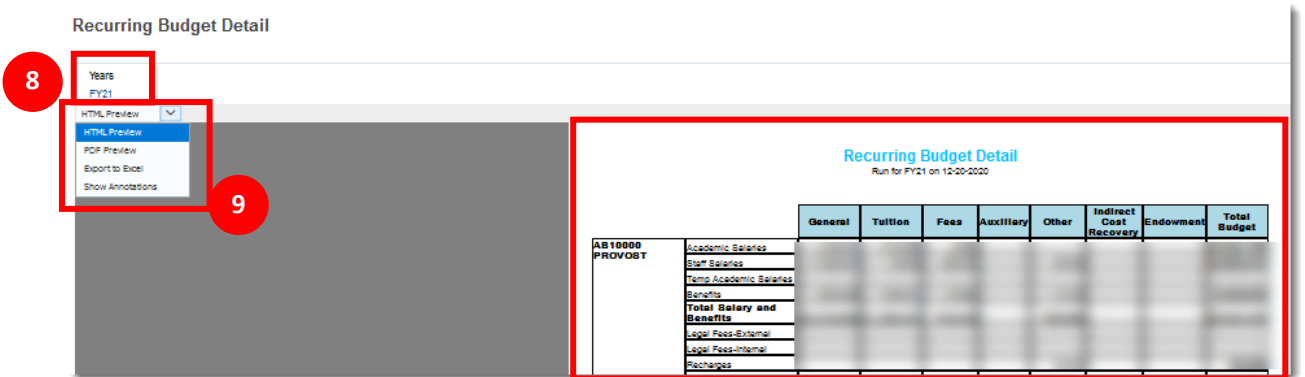 Recurring Budget Detail
8
Years
FY21
HTML Preview
HTML Preview
PDF Preview
Export to Excel
Show Annotations
9
Recurring Budget Detail
Run for FY21 on 12-20-2020
General Tuition Fees Auxiliary Other Indirect Cost Recovery Endowment Total Budget
AB10000 PROVOST
Academic Salaries
Staff Salaries
Temp Academic Salaries
Benefits
Total Salary and
Benefits
Legal Fees-External
Legal Fees-Internal
Recharges